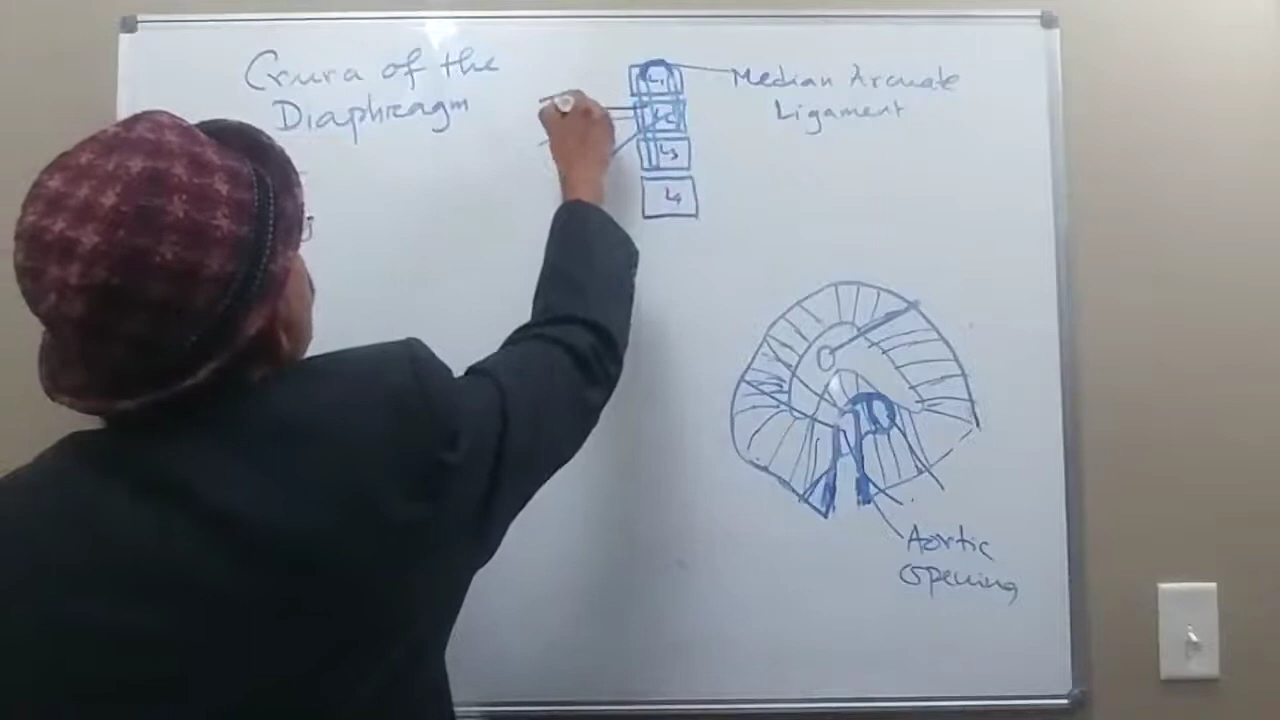 Crura of the
Diaphragm
L1
Median Arcuate
Ligament
L2
L3
L4
Aortic
Opening